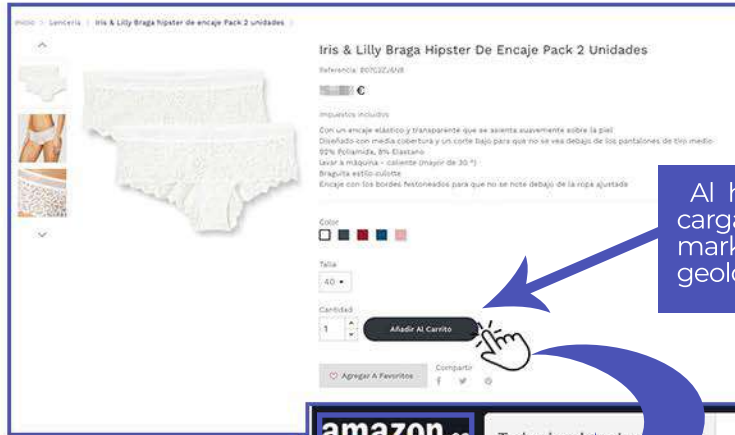 Inicio > Lencería > Iris & Lilly Braga hipster de encaje Pack 2 unidades
Iris & Lilly Braga Hipster De Encaje Pack 2 Unidades
€
Impuestos incluidos
Con un encaje elástico y transparente que se asienta suavemente sobre la piel
Diseñado con media cobertura y un corte bajo para que no se vea debajo de los pantalones de tiro medio
92% Poliamida, 8% Elastano
lavar a máquina - caliente (mayor de 30 °)
Braguita estilo culotte
Encaje con los bordes festoneados para que no se note debajo de la ropa ajustada
Color
Talla
40
Cantidad
1
Añadir Al Carrito
Agregar A Favoritos
Compartir
Al
carga
mark
geolo
amazon